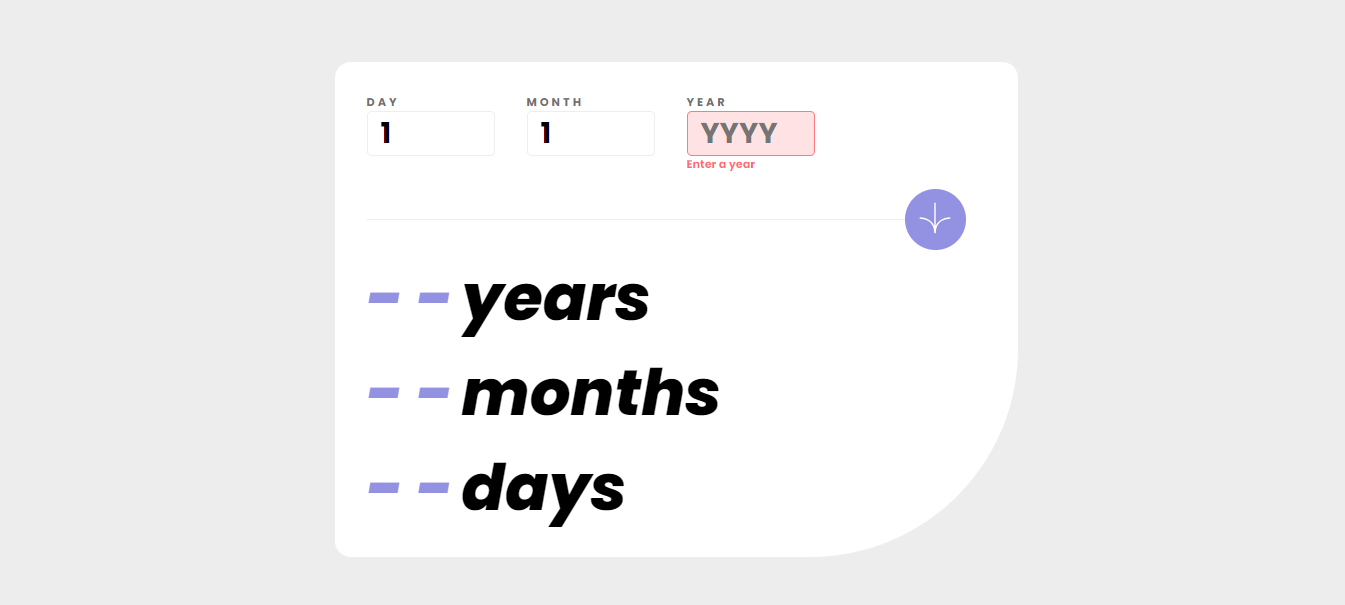 DAY MONTH YEAR
1 1 YYYY
Enter a year
- - years
- - months
- - days